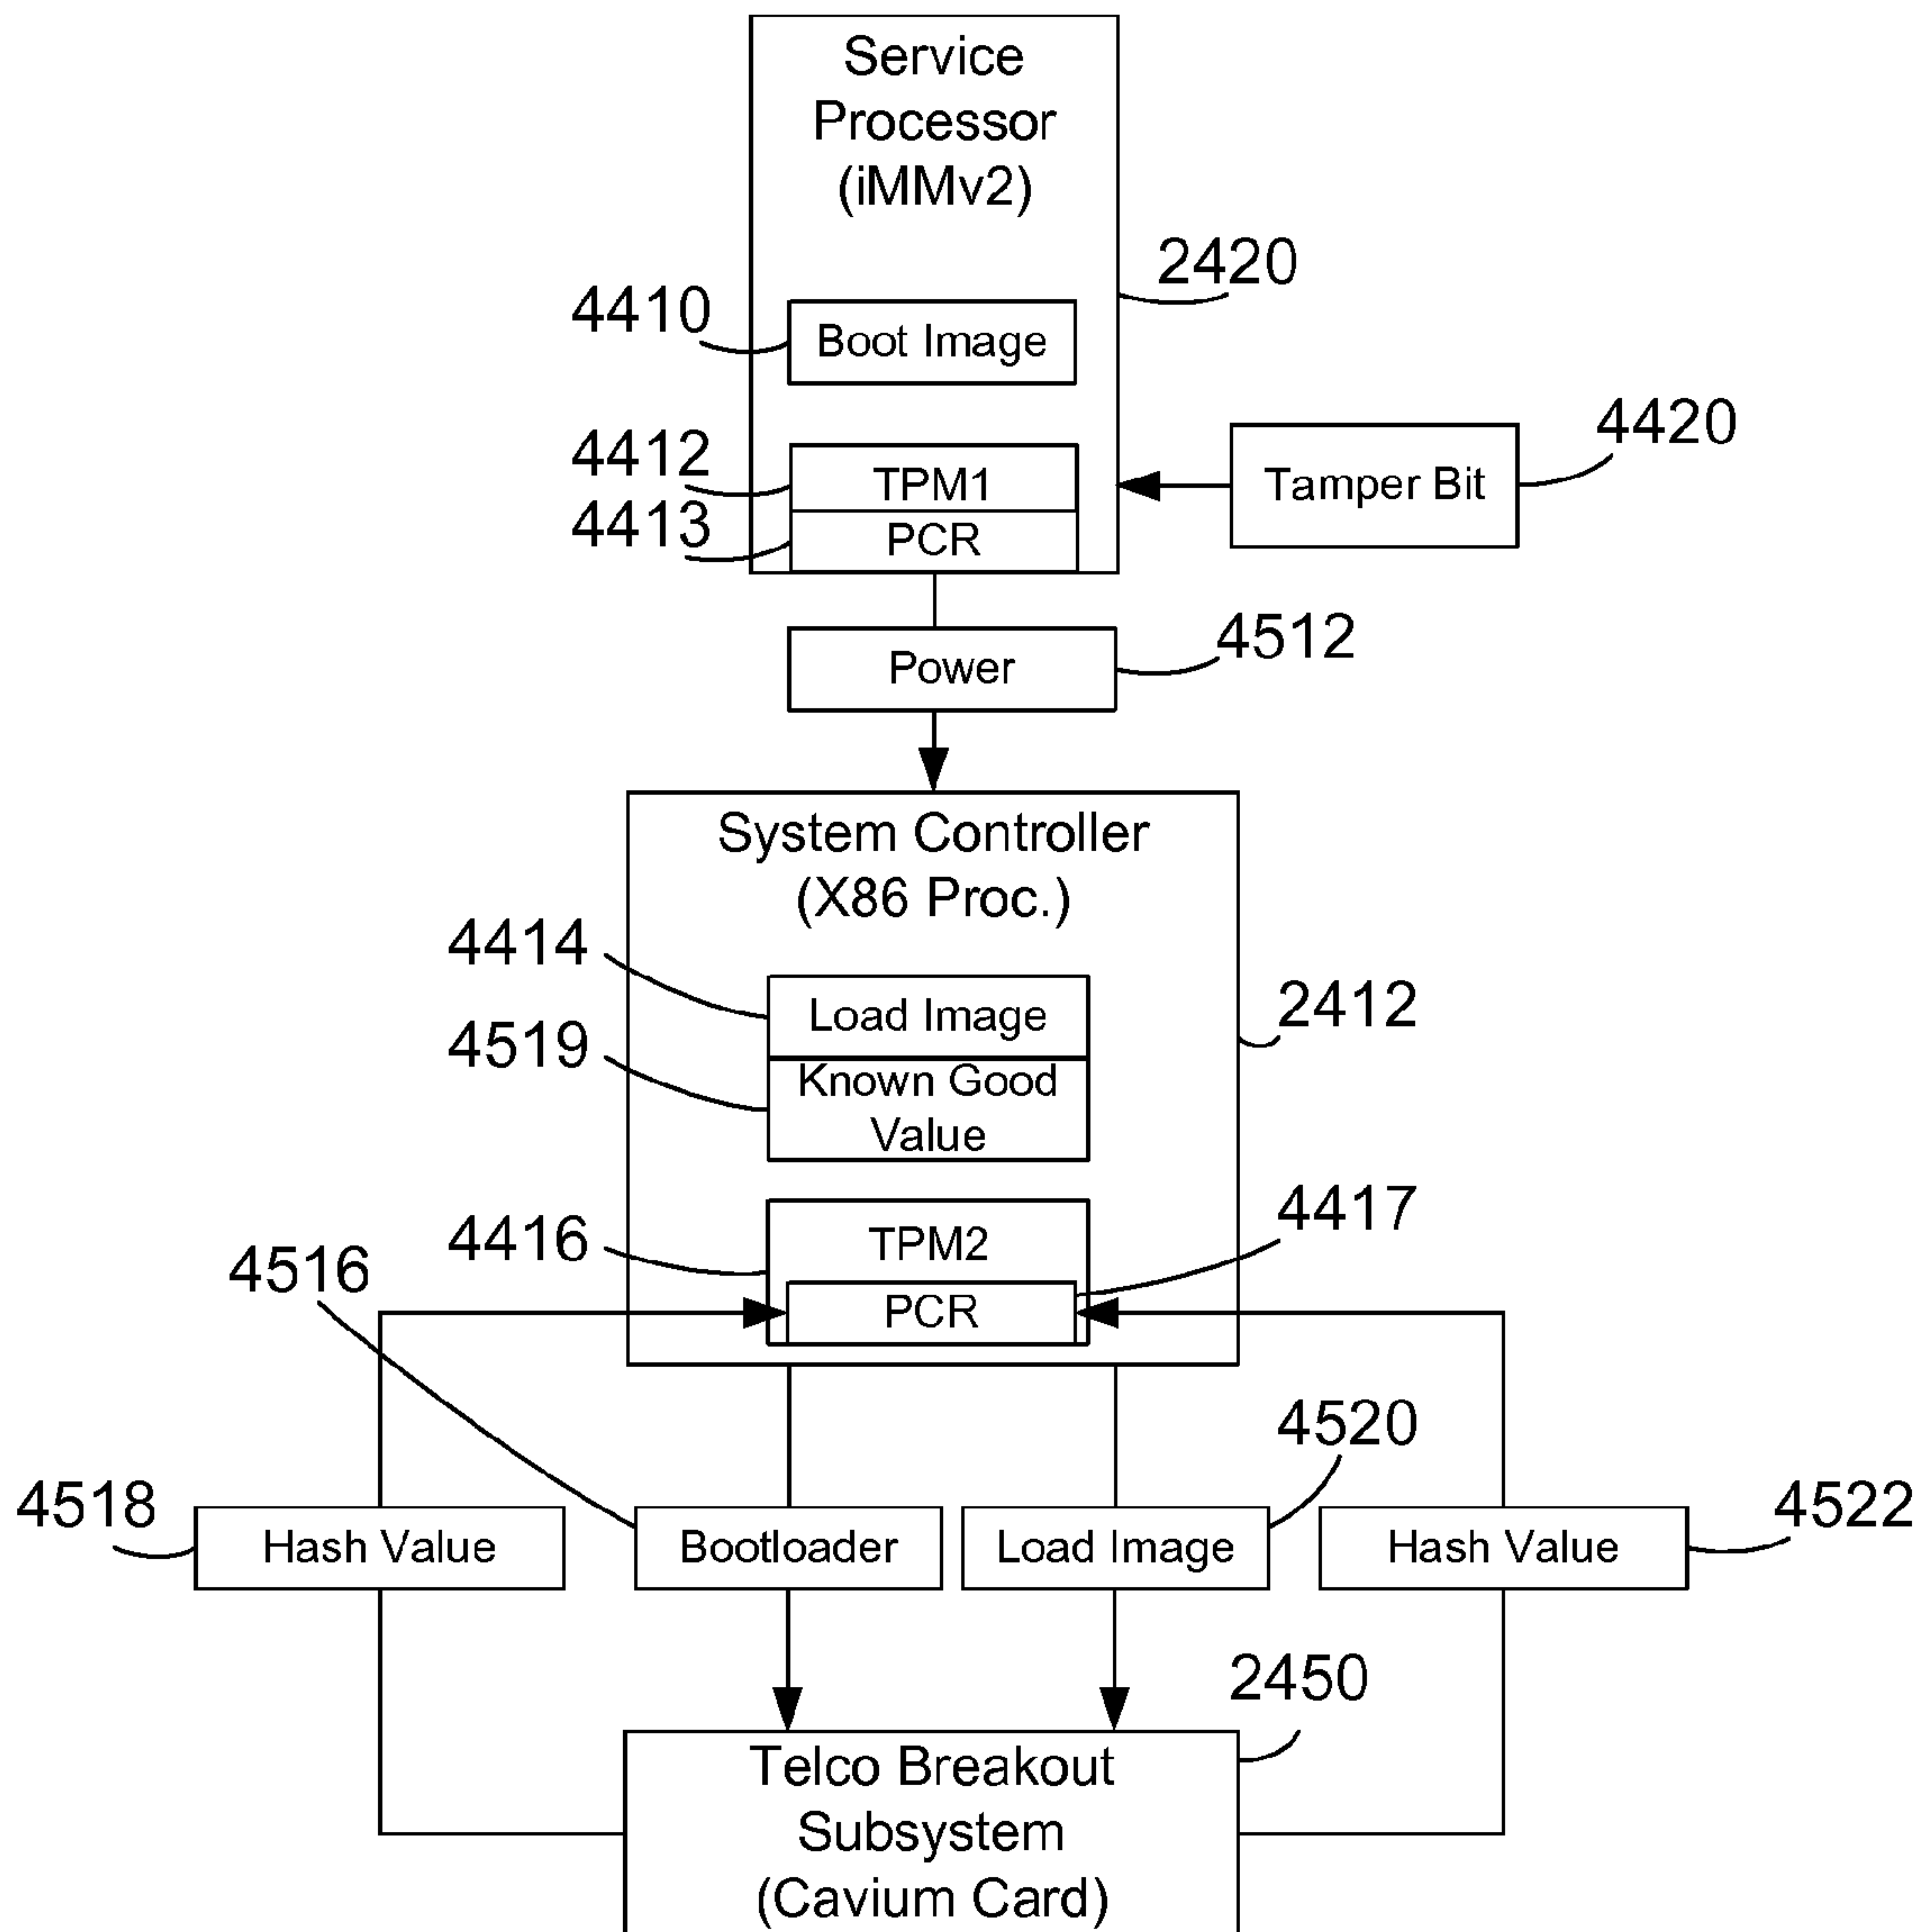 Service
Processor
(iMMv2)
2420
4410
Boot Image
4412
TPM1
4420
Tamper Bit
4413
PCR
4512
Power
System Controller
(X86 Proc.)
4414
Load Image
2412
4519
Known Good
Value
4416
TPM2
4417
4516
PCR
4520
4518
Hash Value
Bootloader
Load Image
Hash Value
4522
2450
Telco Breakout
Subsystem
(Cavium Card)